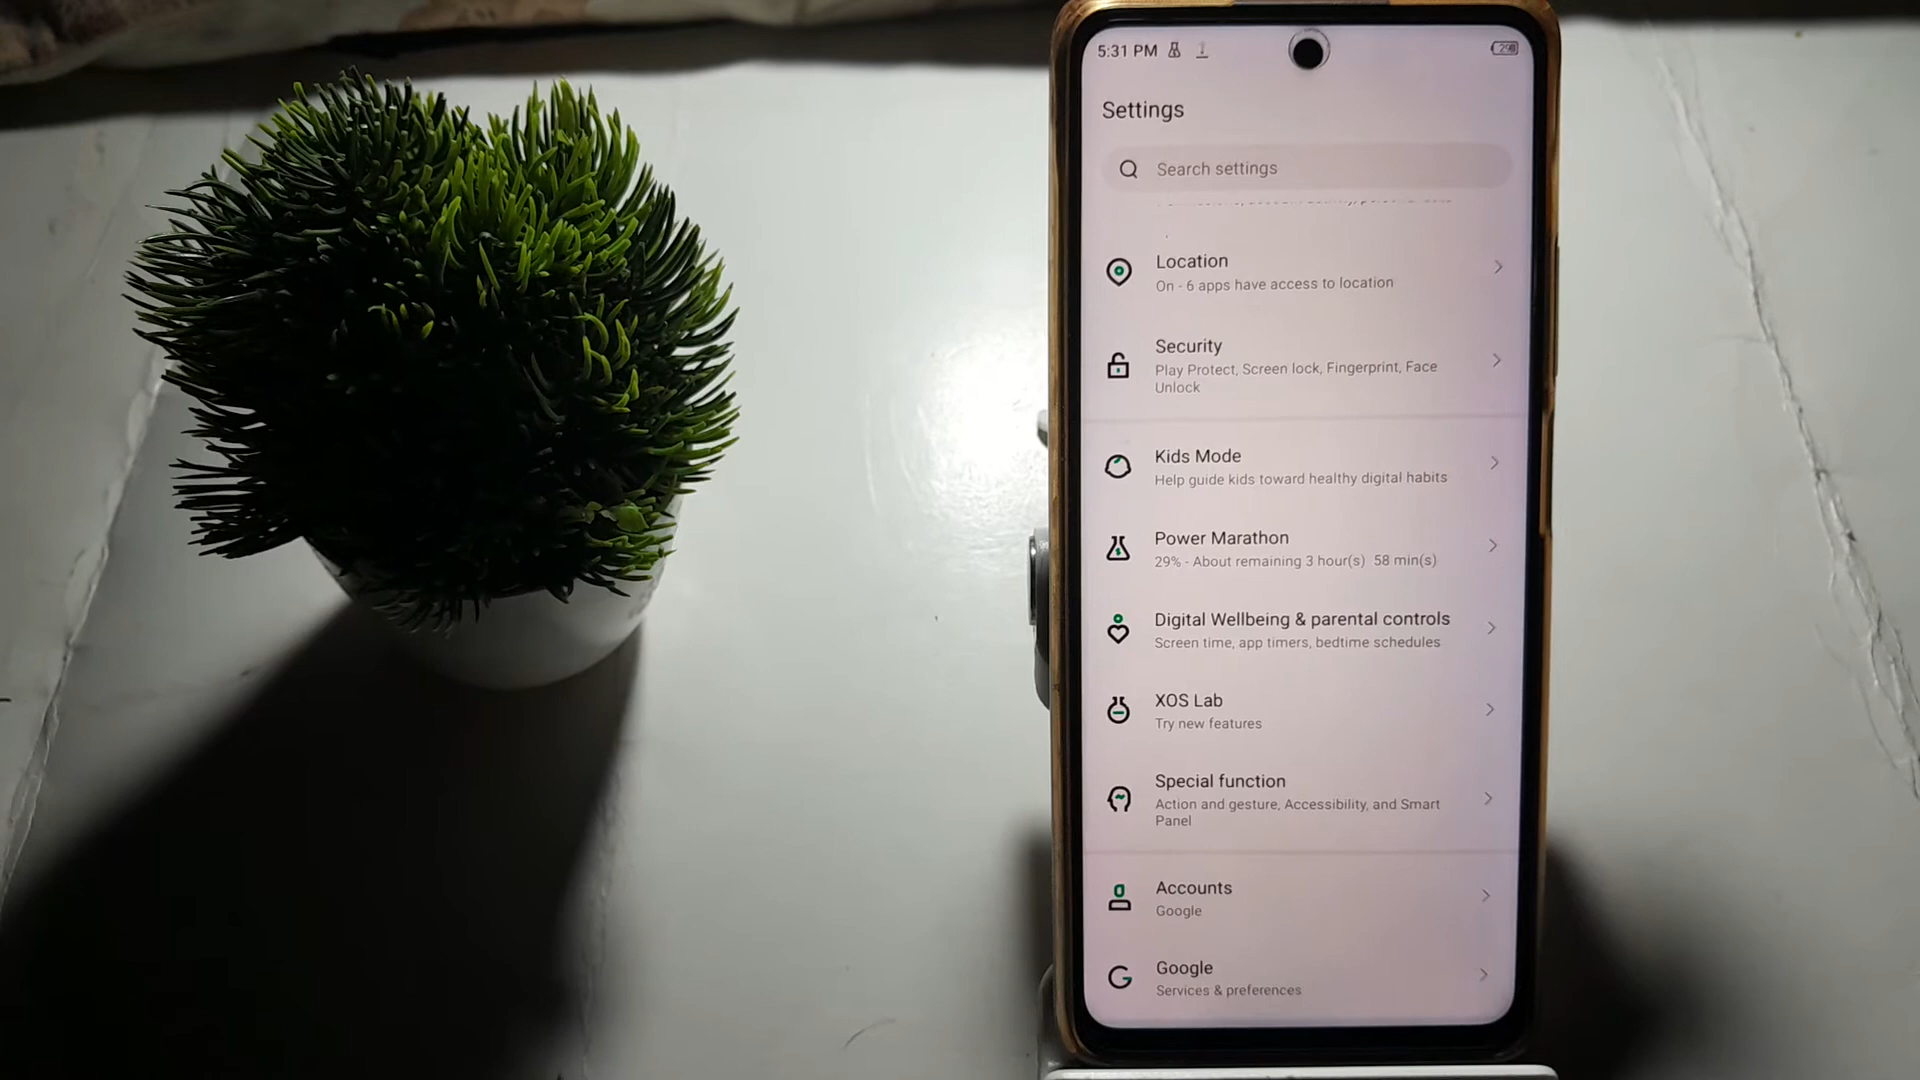 5:31 PM
Settings
Search settings
Location
On - 6 apps have access to location
Security
Play Protect, Screen lock, Fingerprint, Face
Unlock
Kids Mode
Help guide kids toward healthy digital habits
Power Marathon
29% - About remaining 3 hour(s) 58 min(s)
Digital Wellbeing & parental controls
Screen time, app timers, bedtime schedules
XOS Lab
Try new features
Special function
Action and gesture, Accessibility, and Smart
Panel
Accounts
Google
Google
Services & preferences